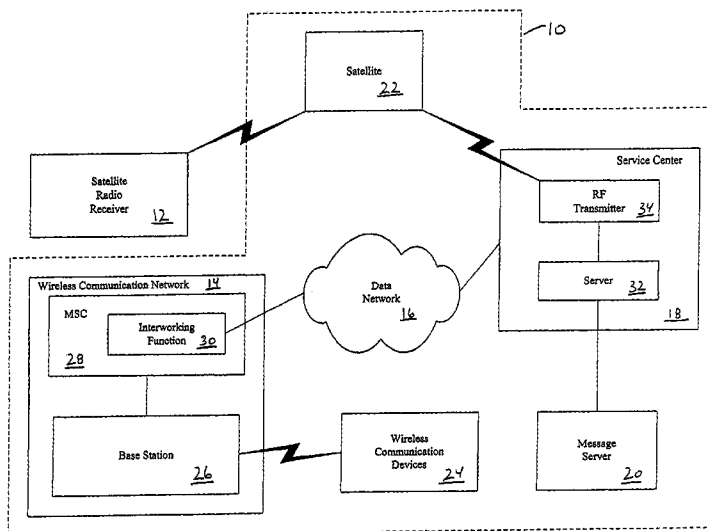 10
Satellite
22
Service Center
RF
Transmitter
34
Satellite
Radio
Receiver
12
Server
32
18
Data
Network
16
Wireless Communication Network 14
MSC
Interworking
Function
30
28
Base Station
26
Wireless
Communication
Devices
24
Message
Server
20